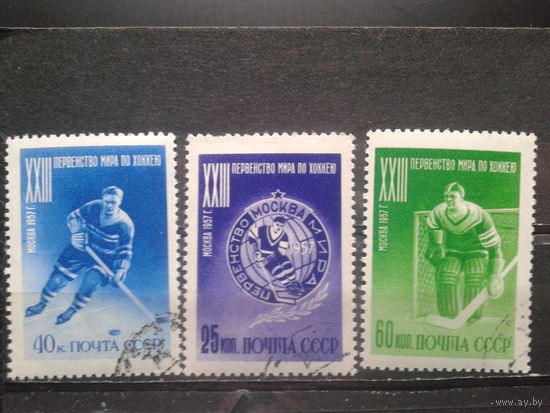 XXIII
ПЕРВЕНСТВО МИРА ПО ХОККЕЮ
МОСКВА 1957 Г.
40 к. ПОЧТА СССР
XXIII
ПЕРВЕНСТВО МИРА ПО ХОККЕЮ
МОСКВА 1957 Г.
ПЕРВЕНСТВО МИРА
МОСКВА
1957
25 КОП. ПОЧТА СССР
XXIII
ПЕРВЕНСТВО МИРА ПО ХОККЕЮ
МОСКВА 1957 Г.
60 КОП. ПОЧТА СССР
© www.ay.by